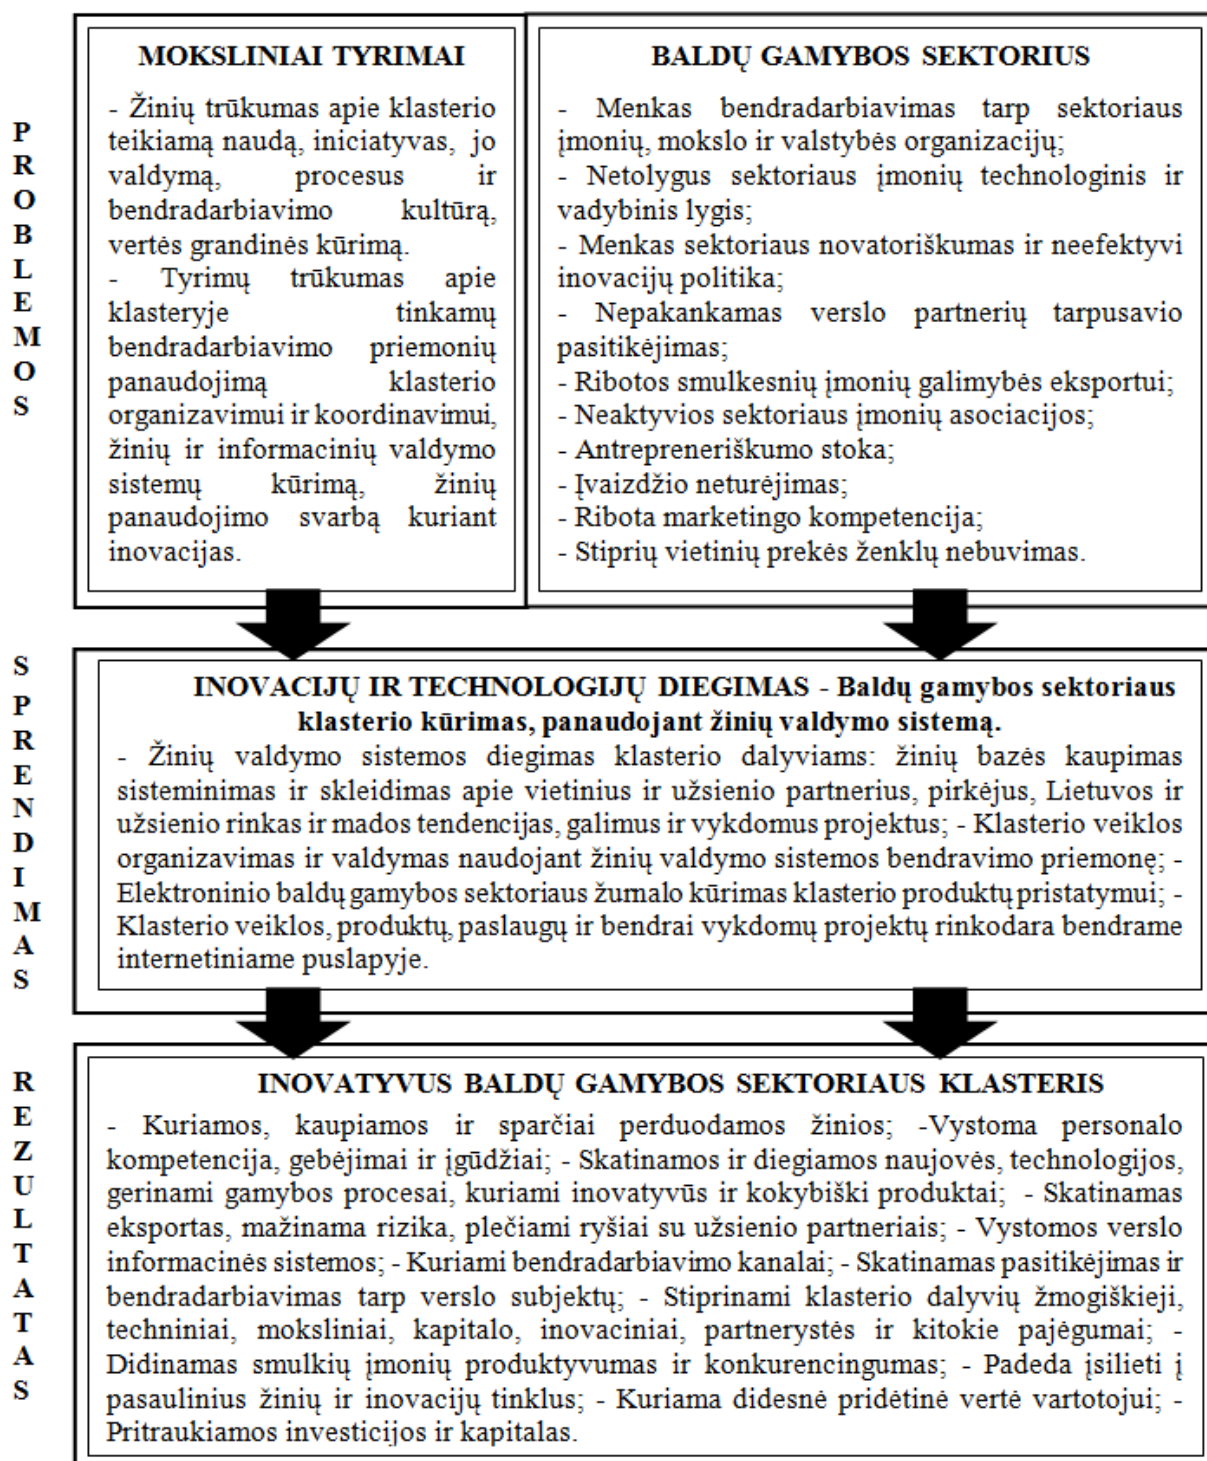 PROBLEMOS
MOKSLINIAI TYRIMAI
- Žinių trūkumas apie klasterio
teikiamą naudą, iniciatyvas, jo
valdymą, procesus ir
bendradarbiavimo kultūrą,
vertės grandinės kūrimą.
- Tyrimų trūkumas apie
klasteryje tinkamų
bendradarbiavimo priemonių
panaudojimą klasterio
organizavimui ir koordinavimui,
žinių ir informacinių valdymo
sistemų kūrimą, žinių
panaudojimo svarbą kuriant
inovacijas.
BALDŲ GAMYBOS SEKTORIUS
- Menkas bendradarbiavimas tarp sektoriaus
įmonių, mokslo ir valstybės organizacijų;
- Netolygus sektoriaus įmonių technologinis ir
vadybinis lygis;
- Menkas sektoriaus novatoriškumas ir neefektyvi
inovacijų politika;
- Nepakankamas verslo partnerių tarpusavio
pasitikėjimas;
- Ribotos smulkesnių įmonių galimybės eksportui;
- Neaktyvios sektoriaus įmonių asociacijos;
- Antrepreneriškumo stoka;
- Įvaizdžio neturėjimas;
- Ribota marketingo kompetencija;
- Stiprių vietinių prekės ženklų nebuvimas.
SPRENDIMAS
INOVACIJŲ IR TECHNOLOGIJŲ DIEGIMAS - Baldų gamybos sektoriaus
klasterio kūrimas, panaudojant žinių valdymo sistemą.
- Žinių valdymo sistemos diegimas klasterio dalyviams: žinių bazės kaupimas
sisteminimas ir skleidimas apie vietinius ir užsienio partnerius, pirkėjus, Lietuvos ir
užsienio rinkas ir mados tendencijas, galimus ir vykdomus projektus; - Klasterio veiklos
organizavimas ir valdymas naudojant žinių valdymo sistemos bendravimo priemonę; -
Elektroninio baldų gamybos sektoriaus žurnalo kūrimas klasterio produktų pristatymui; -
Klasterio veiklos, produktų, paslaugų ir bendrai vykdomų projektų rinkodara bendrame
internetiniame puslapyje.
REZULTATAS
INOVATYVUS BALDŲ GAMYBOS SEKTORIAUS KLASTERIS
- Kuriamos, kaupiamos ir sparčiai perduodamos žinios; -Vystoma personalo
kompetencija, gebėjimai ir įgūdžiai; - Skatinamos ir diegiamos naujovės, technologijos,
gerinami gamybos procesai, kuriami inovatyvūs ir kokybiški produktai; - Skatinamas
eksportas, mažinama rizika, plečiami ryšiai su užsienio partneriais; - Vystomos verslo
informacinės sistemos; - Kuriami bendradarbiavimo kanalai; - Skatinamas pasitikėjimas ir
bendradarbiavimas tarp verslo subjektų; - Stiprinami klasterio dalyvių žmogiškieji,
techniniai, moksliniai, kapitalo, inovaciniai, partnerystės ir kitokie pajėgumai; -
Didinamas smulkių įmonių produktyvumas ir konkurencingumas; - Padeda įsilieti į
pasaulinius žinių ir inovacijų tinklus; - Kuriama didesnė pridėtinė vertė vartotojui; -
Pritraukiamos investicijos ir kapitalas.